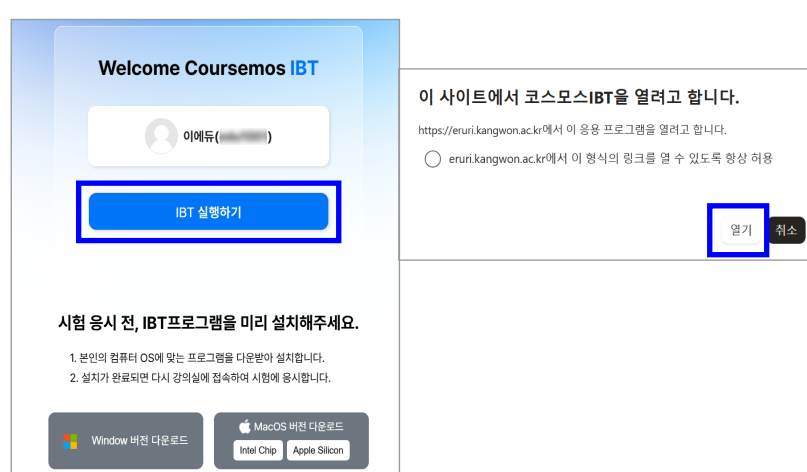 Welcome Coursemos IBT
이에듀( )
IBT 실행하기
시험 응시 전, IBT프로그램을 미리 설치해주세요.
1. 본인의 컴퓨터 OS에 맞는 프로그램을 다운받아 설치합니다.
2. 설치가 완료되면 다시 강의실에 접속하여 시험에 응시합니다.
Window 버전 다운로드
MacOS 버전 다운로드
Intel Chip
Apple Silicon
이 사이트에서 코스모스IBT을 열려고 합니다.
https://eruri.kangwon.ac.kr에서 이 응용 프로그램을 열려고 합니다.
eruri.kangwon.ac.kr에서 이 형식의 링크를 열 수 있도록 항상 허용
열기
취소